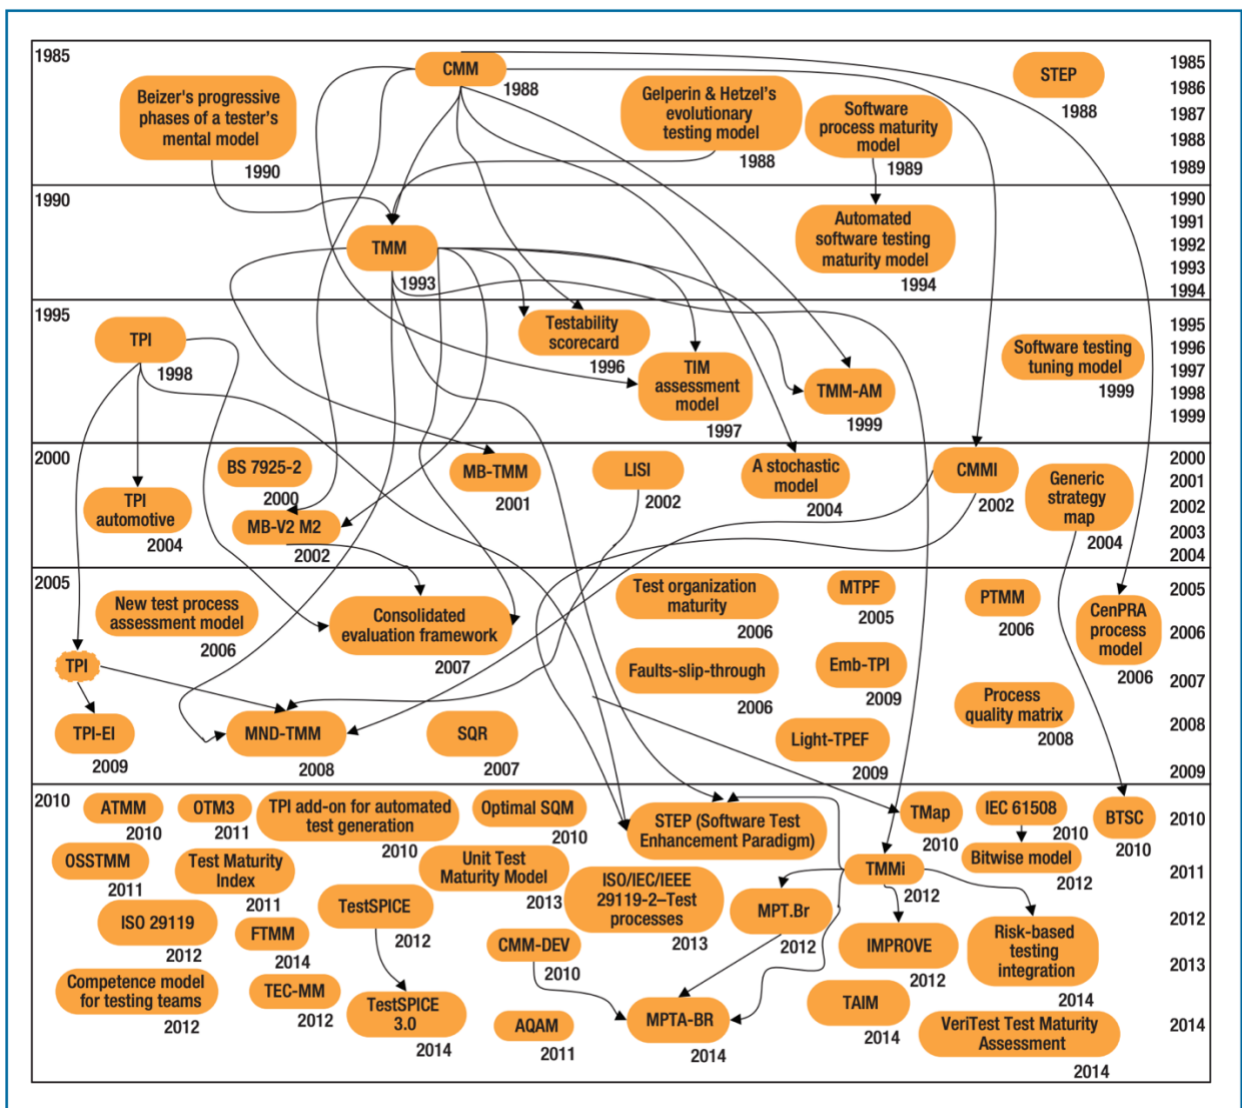 1985
CMM
1988
STEP
1988
Beizer's progressive
phases of a tester's
mental model
1990
Gelperin & Hetzel's
evolutionary
testing model
1988
Software
process maturity
model
1989
1985
1986
1987
1988
1989
1990
TMM
1993
Automated
software testing
maturity model
1994
1990
1991
1992
1993
1994
1995
TPI
1998
Testability
scorecard
1996
TIM
assessment
model
1997
TMM-AM
1999
Software testing
tuning model
1999
1995
1996
1997
1998
1999
2000
BS 7925-2
2000
TPI
automotive
2004
MB-V2 M2
2002
MB-TMM
2001
LISI
2002
A stochastic
model
2004
CMMI
2002
Generic
strategy
map
2004
2000
2001
2002
2003
2004
2005
New test process
assessment model
2006
Consolidated
evaluation framework
2007
Test organization
maturity
2006
MTPF
2005
PTMM
2006
CenPRA
process
model
2006
TPI
Faults-slip-through
2006
Emb-TPI
2009
Process
quality matrix
2008
TPI-EI
2009
MND-TMM
2008
SQR
2007
Light-TPEF
2009
2005
2006
2007
2008
2009
2010
ATMM
2010
OTM3
2011
TPI add-on for automated
test generation
2010
Optimal SQM
2010
STEP (Software Test
Enhancement Paradigm)
TMap
2010
IEC 61508
2010
BTSC
2010
OSSTMM
2011
Test Maturity
Index
2011
Unit Test
Maturity Model
2013
ISO/IEC/IEEE
29119-2–Test
processes
2013
TMMi
2012
Bitwise model
2012
ISO 29119
2012
FTMM
2014
TestSPICE
2012
CMM-DEV
2010
MPT.Br
2012
IMPROVE
2012
Risk-based
testing
integration
2014
Competence model
for testing teams
2012
TEC-MM
2012
TestSPICE
3.0
2014
AQAM
2011
MPTA-BR
2014
TAIM
2014
VeriTest Test Maturity
Assessment
2014
2010
2011
2012
2013
2014